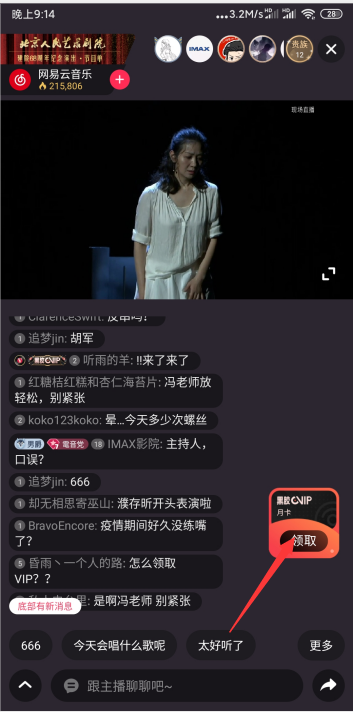 晚上9:14
...3.2M/s HD HD 28
北京人民艺术剧院
IMAX
贵族
12
网易云音乐
215,806
现场直播
1 ClarenceSwift: 反串吗?
1 追梦jin: 胡军
黑胶VIP 2 听雨的羊: !!来了来了
1 红糖桔红糕和杏仁海苔片: 冯老师放
轻松，别紧张
2 koko123koko: 晕...今天多少次螺丝
男爵 電音党 18 IMAX影院: 主持人，
口误?
1 追梦jin: 666
1 却无相思寄巫山: 濮存昕开头表演啦
1 BravoEncore: 疫情期间好久没练嘴
了?
5 昏雨丶一个人的路: 怎么领取
VIP? ?
是啊冯老师 别紧张
底部有新消息
黑胶VIP
月卡
领取
666
今天会唱什么歌呢
太好听了
更多
跟主播聊聊吧~